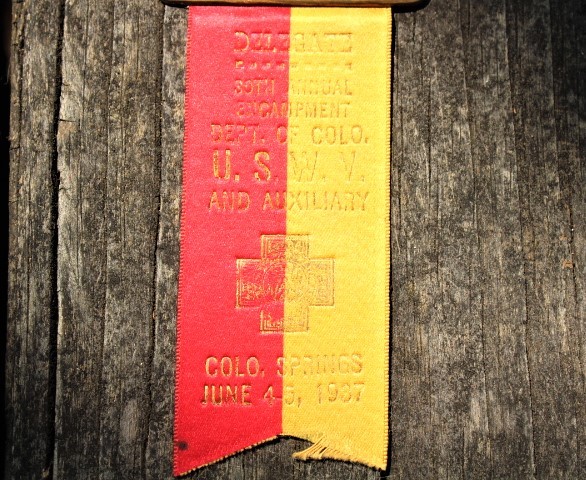 DELEGATE
30TH ANNUAL
ENCAMPMENT
DEPT. OF COLO.
U. S. W. V.
AND AUXILIARY
COLO. SPRINGS
JUNE 4-5, 1937